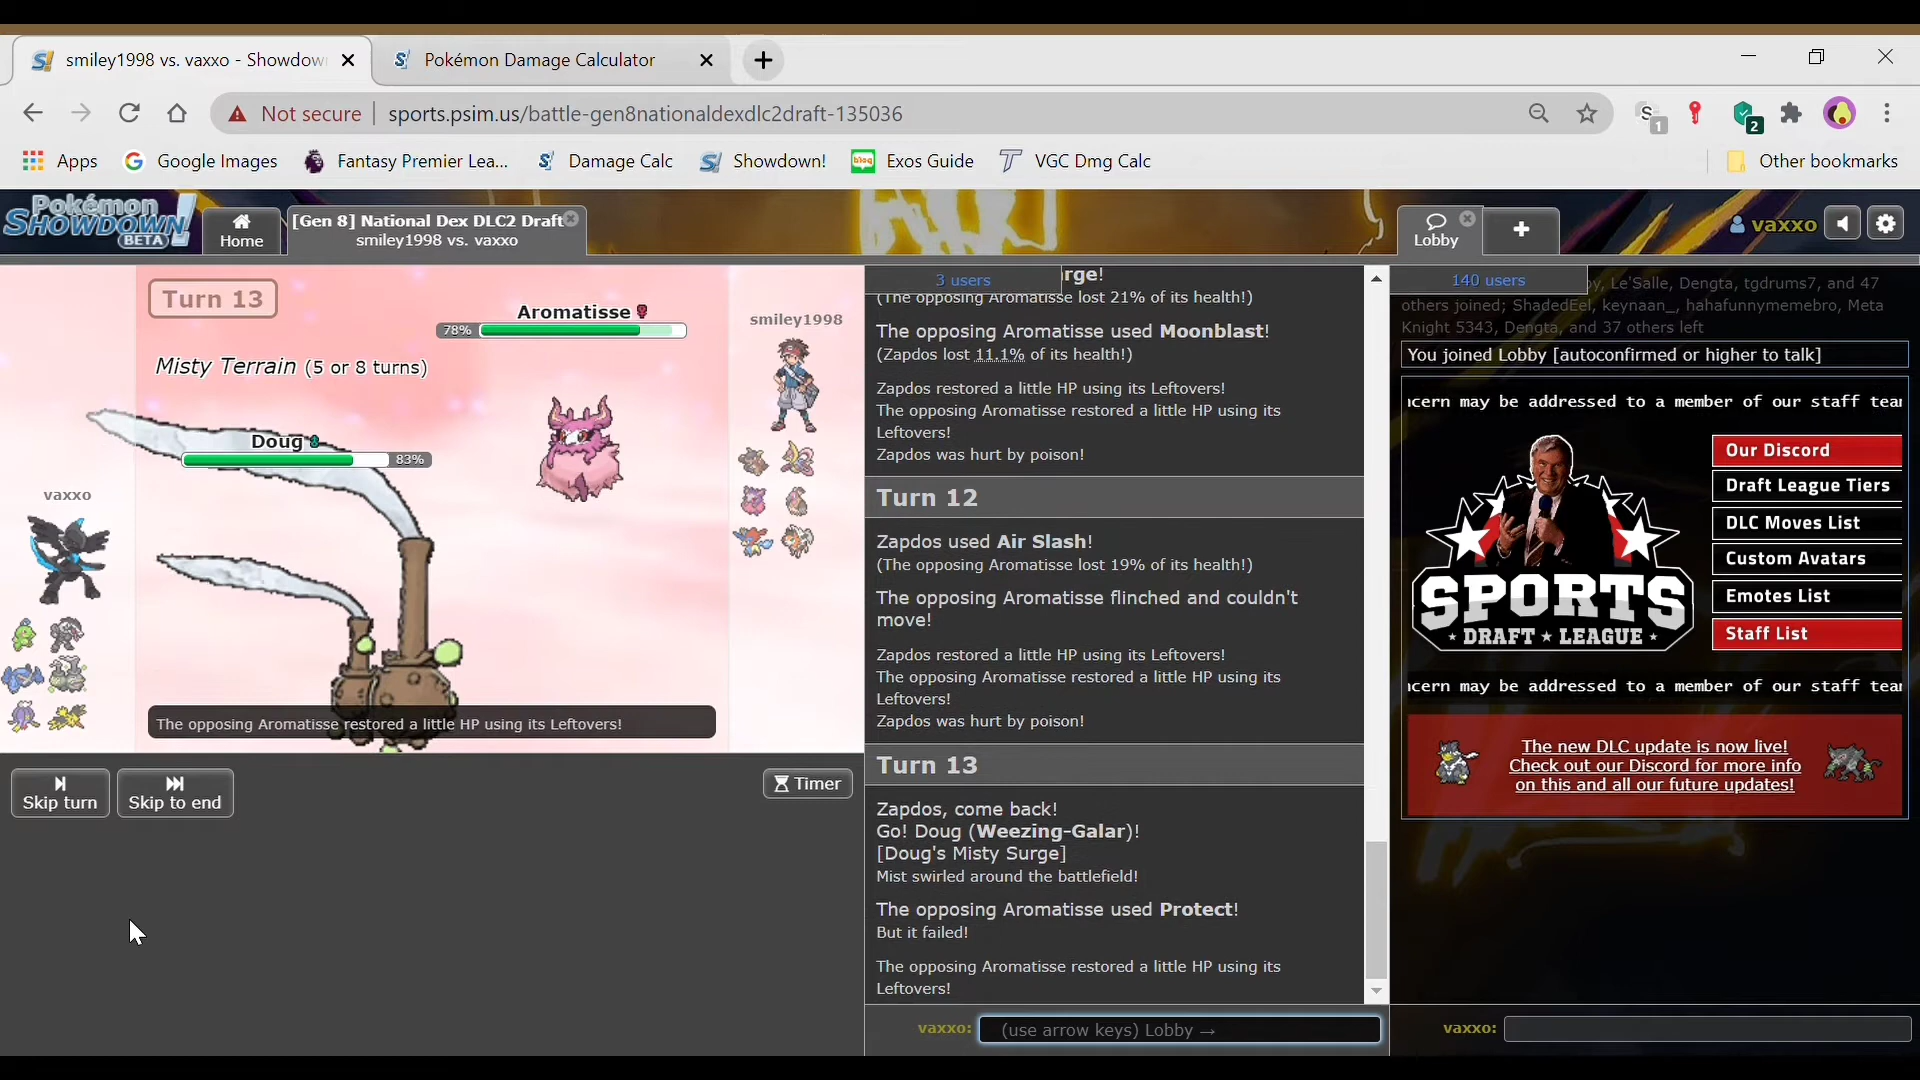 smiley1998 vs. vaxxo - Showdow
Pokémon Damage Calculator
Not secure
sports.psim.us/battle-gen8nationaldexdlc2draft-135036
1
2
Apps
Google Images
Fantasy Premier Lea...
Damage Calc
Showdown!
blog
Exos Guide
VGC Dmg Calc
Other bookmarks
Pokémon
SHOWDOWN!
BETA
Home
[Gen 8] National Dex DLC2 Draft
smiley1998 vs. vaxxo
Lobby
vaxxo
Turn 13
Aromatisse
78%
smiley1998
Misty Terrain (5 or 8 turns)
Doug
83%
vaxxo
The opposing Aromatisse restored a little HP using its Leftovers!
Skip turn
Skip to end
Timer
3 users
rge!
(The opposing Aromatisse lost 21% of its health!)
The opposing Aromatisse used Moonblast!
(Zapdos lost 11.1% of its health!)
Zapdos restored a little HP using its Leftovers!
The opposing Aromatisse restored a little HP using its
Leftovers!
Zapdos was hurt by poison!
Turn 12
Zapdos used Air Slash!
(The opposing Aromatisse lost 19% of its health!)
The opposing Aromatisse flinched and couldn't
move!
Zapdos restored a little HP using its Leftovers!
The opposing Aromatisse restored a little HP using its
Leftovers!
Zapdos was hurt by poison!
Turn 13
Zapdos, come back!
Go! Doug (Weezing-Galar)!
[Doug's Misty Surge]
Mist swirled around the battlefield!
The opposing Aromatisse used Protect!
But it failed!
The opposing Aromatisse restored a little HP using its
Leftovers!
vaxxo:
(use arrow keys) Lobby →
140 users
y, Le'Salle, Dengta, tgdrums7, and 47
others joined; ShadedEel, keynaan_, hahafunnymemebro, Meta
Knight 5343, Dengta, and 37 others left
You joined Lobby [autoconfirmed or higher to talk]
ncern may be addressed to a member of our staff tea
SPORTS
DRAFT LEAGUE
Our Discord
Draft League Tiers
DLC Moves List
Custom Avatars
Emotes List
Staff List
ncern may be addressed to a member of our staff tea
The new DLC update is now live!
Check out our Discord for more info
on this and all our future updates!
vaxxo: